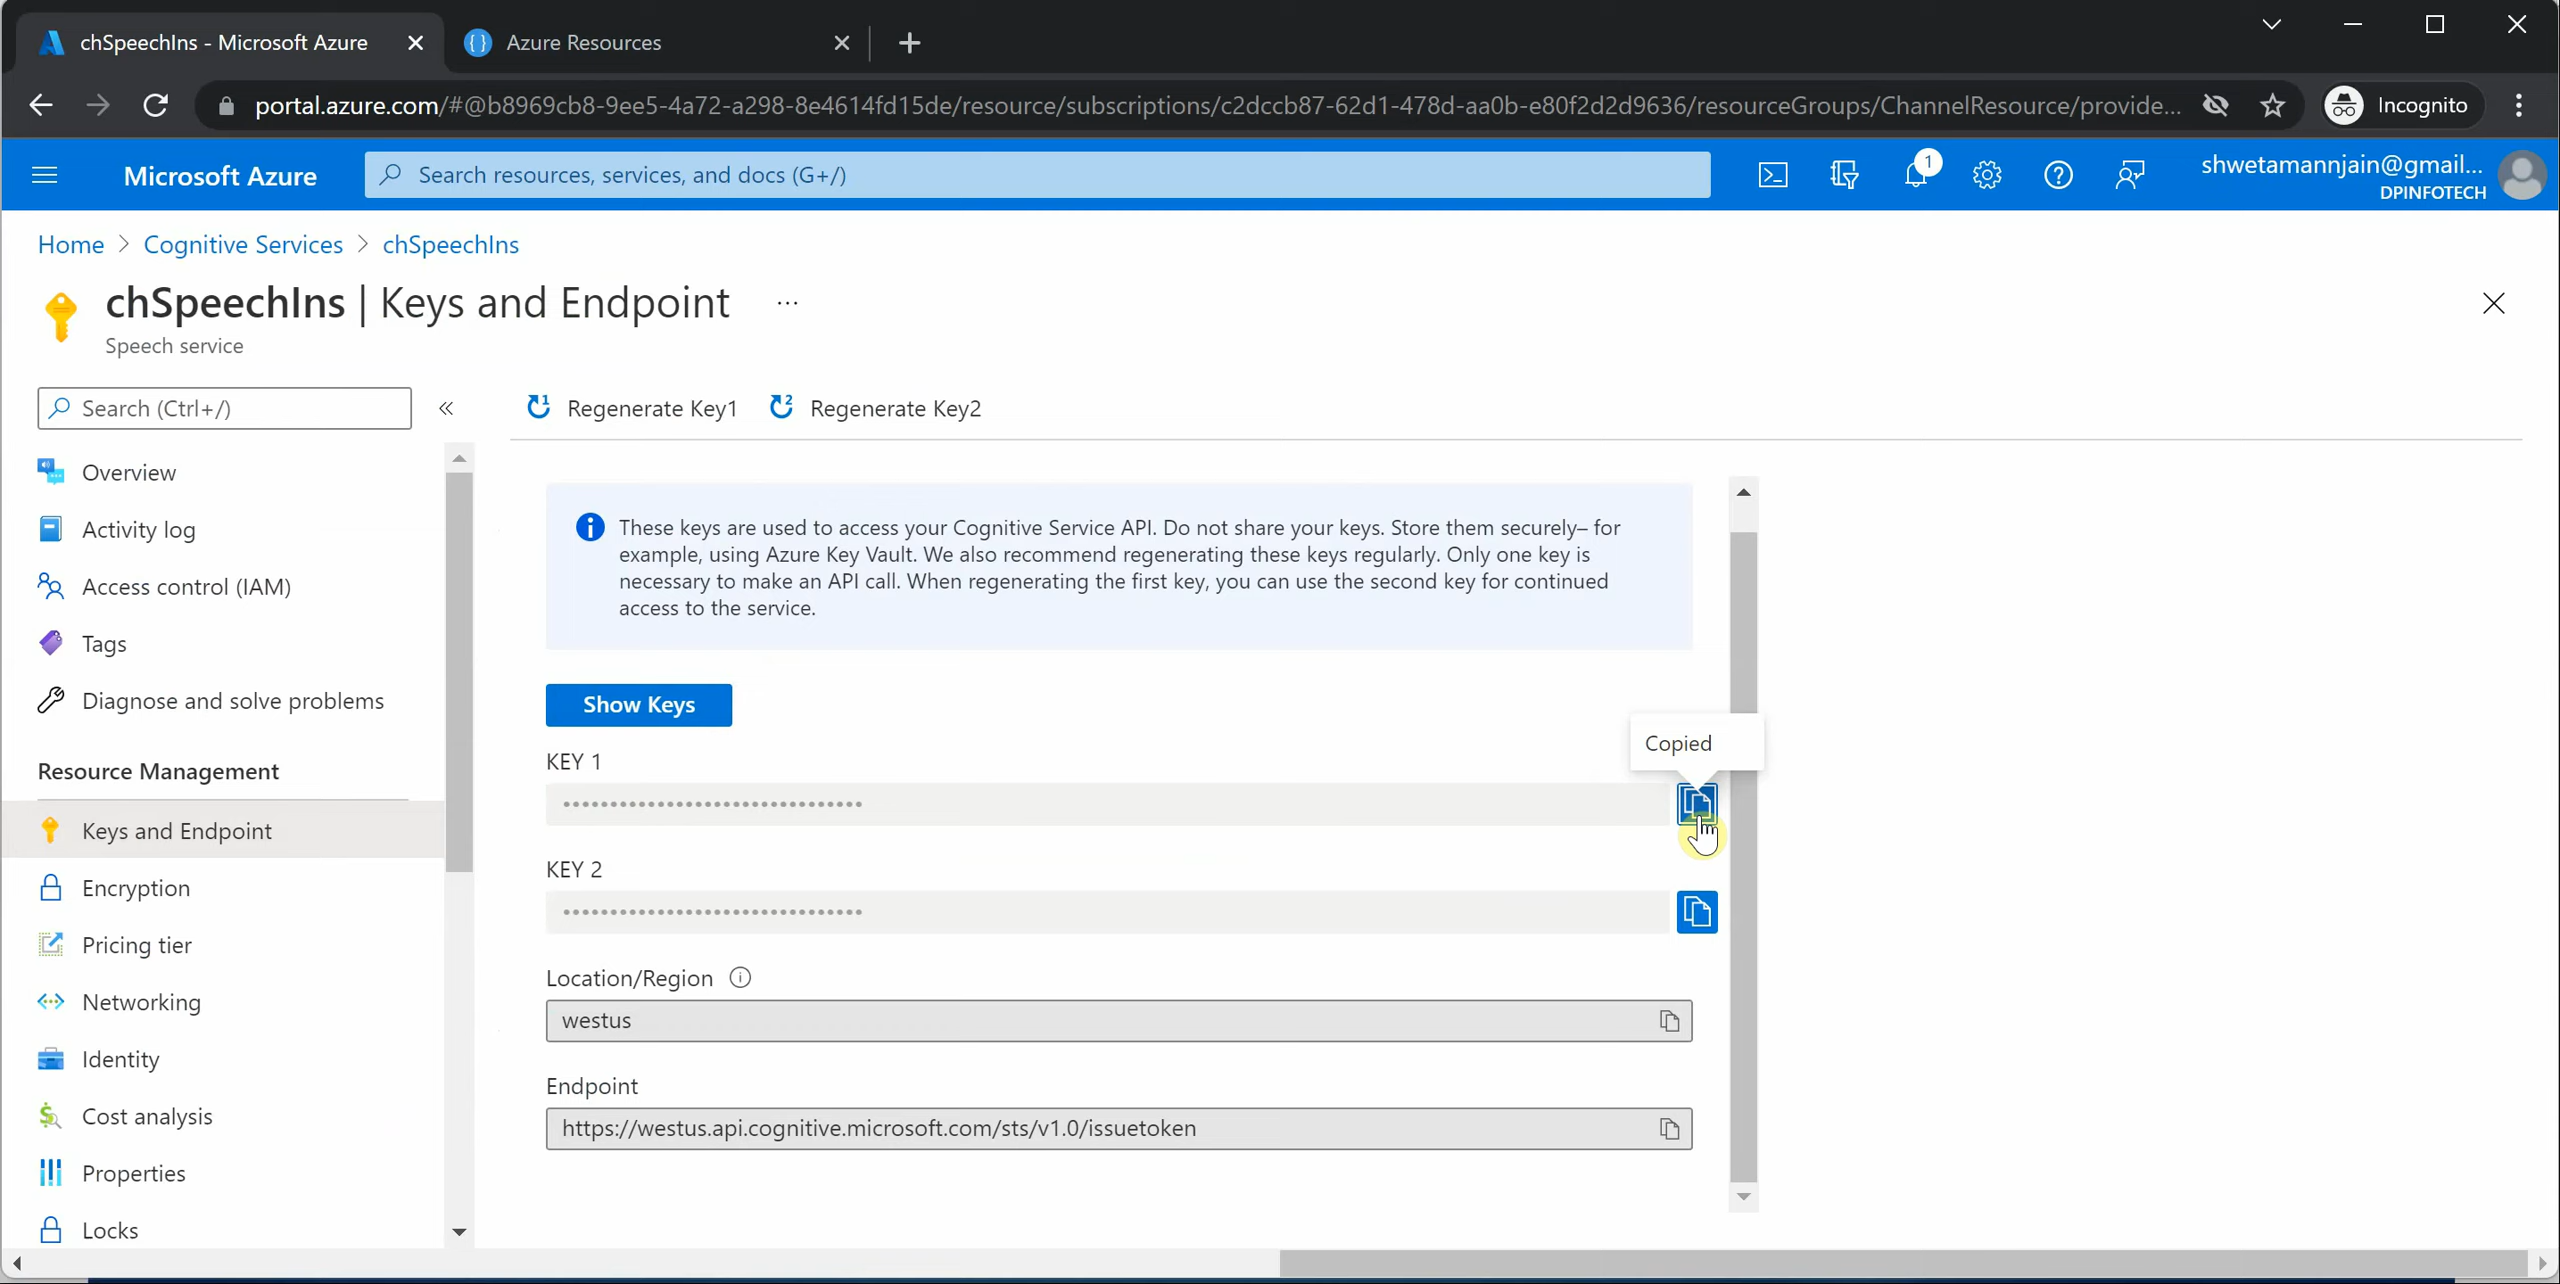 chSpeechIns - Microsoft Azure
Azure Resources
portal.azure.com/#@b8969cb8-9ee5-4a72-a298-8e4614fd15de/resource/subscriptions/c2dccb87-62d1-478d-aa0b-e80f2d2d9636/resourceGroups/ChannelResource/provide...
Incognito
Microsoft Azure
Search resources, services, and docs (G+/)
1
shwetamannjain@gmail...
DPINFOTECH
Home > Cognitive Services > chSpeechIns
chSpeechIns | Keys and Endpoint ...
Speech service
Search (Ctrl+/)
«
1 Regenerate Key1
2 Regenerate Key2
Overview
Activity log
Access control (IAM)
Tags
Diagnose and solve problems
Resource Management
Keys and Endpoint
Encryption
Pricing tier
Networking
Identity
Cost analysis
Properties
Locks
These keys are used to access your Cognitive Service API. Do not share your keys. Store them securely– for
example, using Azure Key Vault. We also recommend regenerating these keys regularly. Only one key is
necessary to make an API call. When regenerating the first key, you can use the second key for continued
access to the service.
Show Keys
Copied
KEY 1
••••••••••••••••••••••••••••••••
KEY 2
••••••••••••••••••••••••••••••••
Location/Region
westus
Endpoint
https://westus.api.cognitive.microsoft.com/sts/v1.0/issuetoken